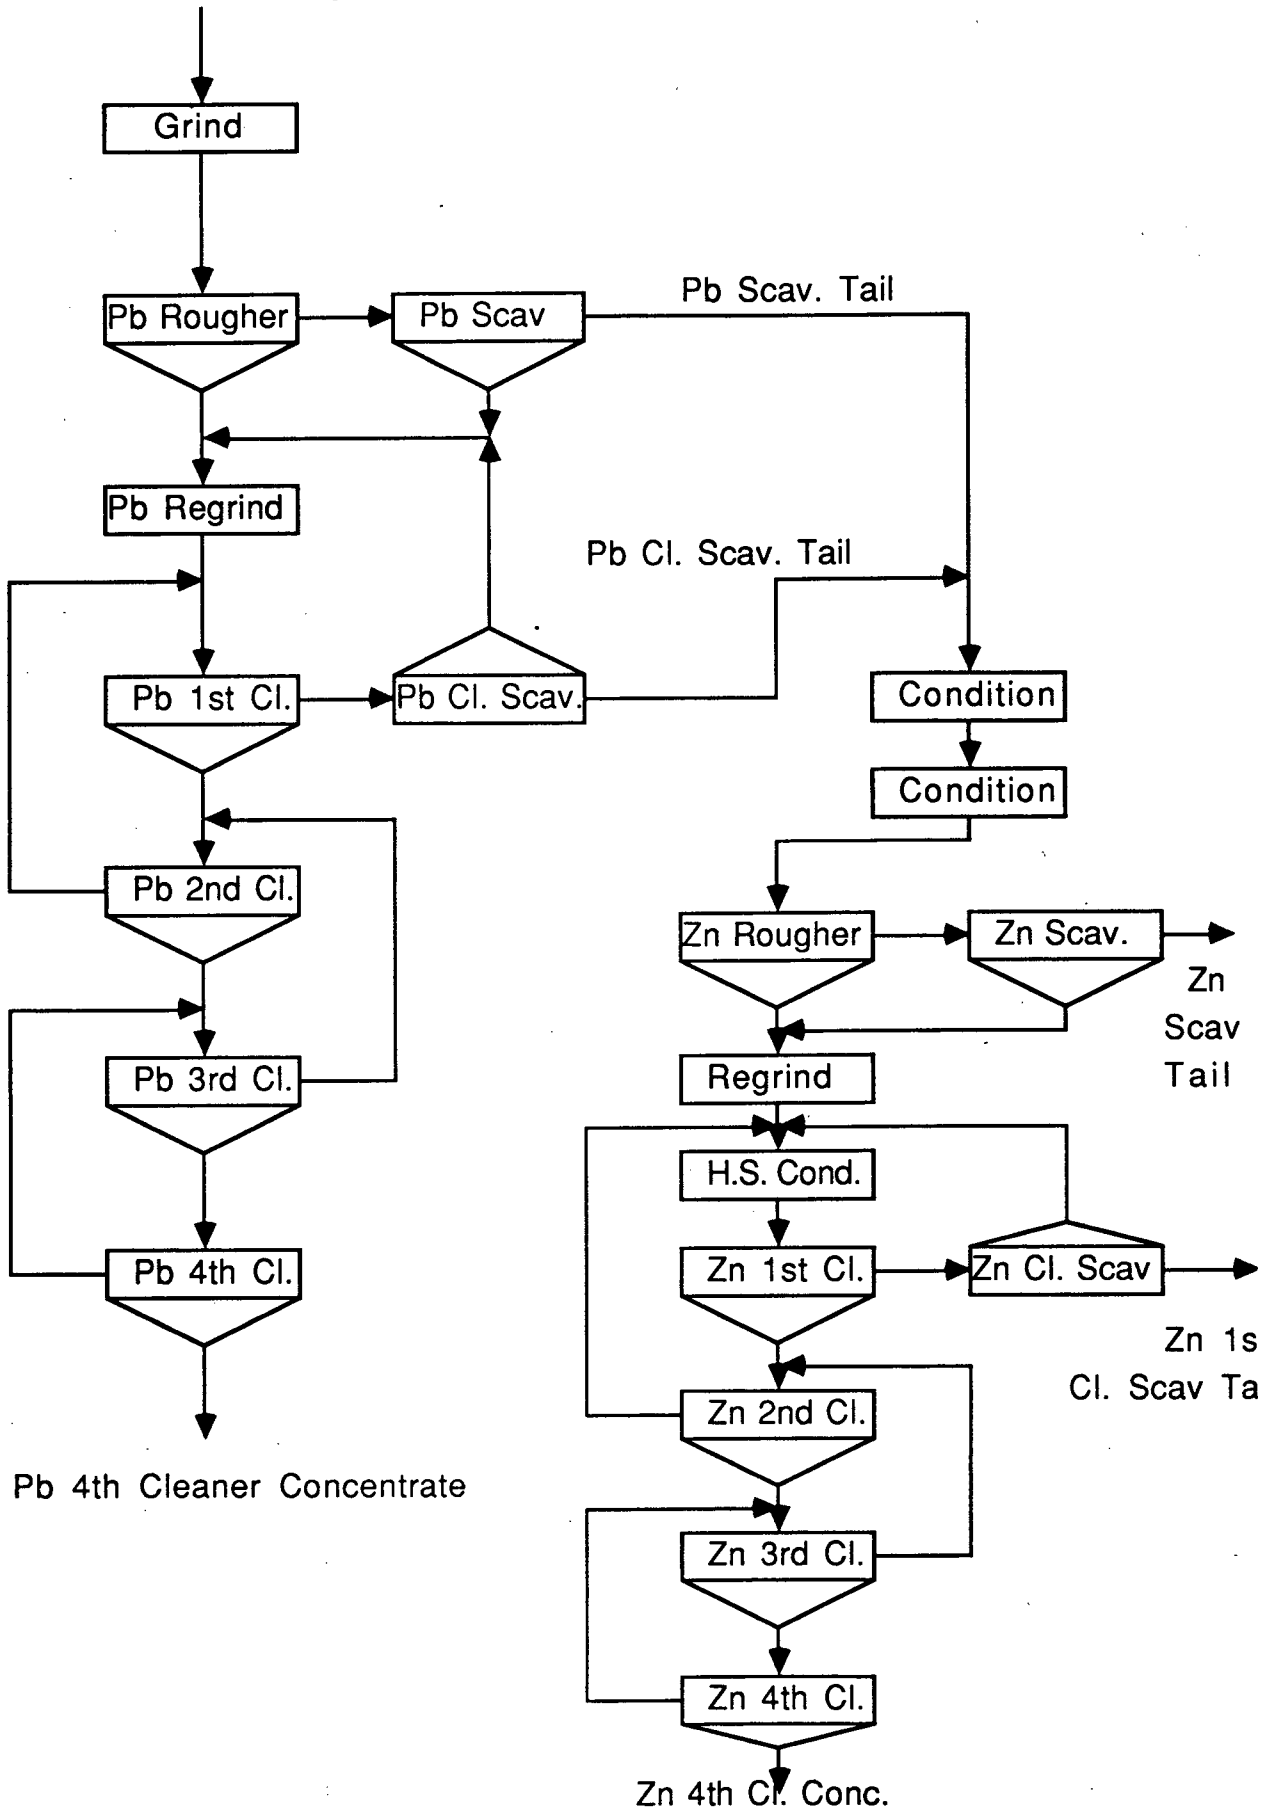 Grind
Pb Scav. Tail
Pb Rougher
Pb Scav
Pb Regrind
Pb Cl. Scav. Tail
Pb 1st Cl.
Pb Cl. Scav.
Condition
Condition
Pb 2nd Cl.
Zn Rougher
Zn Scav.
Zn
Scav
Tail
Pb 3rd Cl.
Regrind
H.S. Cond.
Pb 4th Cl.
Zn 1st Cl.
Zn Cl. Scav
Zn 1s
Cl. Scav Ta
Zn 2nd Cl.
Pb 4th Cleaner Concentrate
Zn 3rd Cl.
Zn 4th Cl.
Zn 4th Cl. Conc.